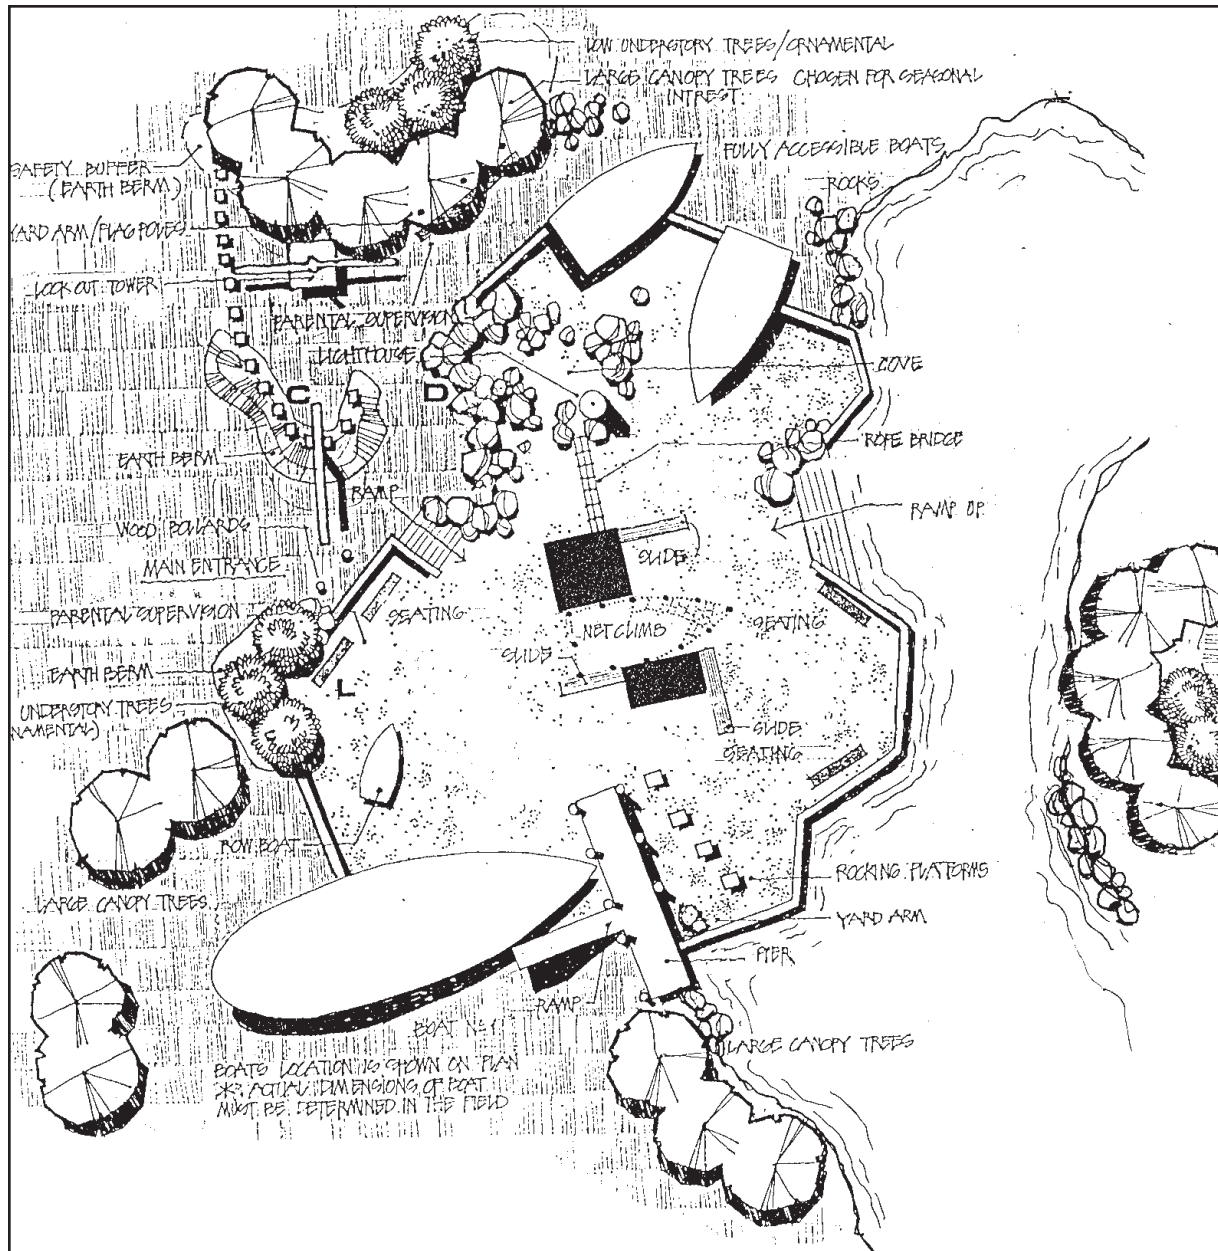 LOW UNDERSTORY TREES/ORNAMENTAL
LARGE CANOPY TREES CHOSEN FOR SEASONAL
INTREST.
FULLY ACCESSIBLE BOATS
SAFETY BUFFER
(EARTH BERM)
ROCKS
YARD ARM/FLAG POLES
LOOK OUT TOWER
PARENTAL SUPERVISION
LIGHTHOUSE
COVE
C
D
ROPE BRIDGE
EARTH BERM
RAMP
RAMP UP
WOOD BOLLARDS
MAIN ENTRANCE
SLIDE
PARENTAL SUPERVISION
SEATING
NET CLIMB
SEATING
SLIDE
EARTH BERM
L
UNDERSTORY TREES
NAMENTAL)
SLIDE
SEATING
ROW BOAT
ROCKING PLATFORMS
LARGE CANOPY TREES
YARD ARM
PIER
RAMP
BOAT
LARGE CANOPY TREES
BOATS LOCATION IS SHOWN ON PLAN
* ACTUAL DIMENSIONS OF BOAT
MUST BE DETERMINED IN THE FIELD